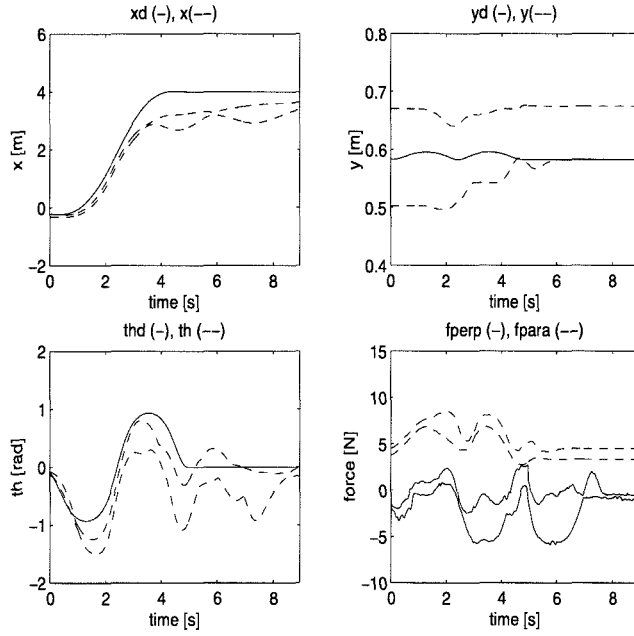 xd (-), x(--)
6
4
2
0
-2
x [m]
0 2 4 6 8
time [s]
yd (-), y(--)
0.8
0.7
0.6
0.5
0.4
y [m]
0 2 4 6 8
time [s]
thd (-), th (--)
2
1
0
-1
-2
th [rad]
0 2 4 6 8
time [s]
fperp (-), fpara (--)
15
10
5
0
-5
-10
force [N]
0 2 4 6 8
time [s]